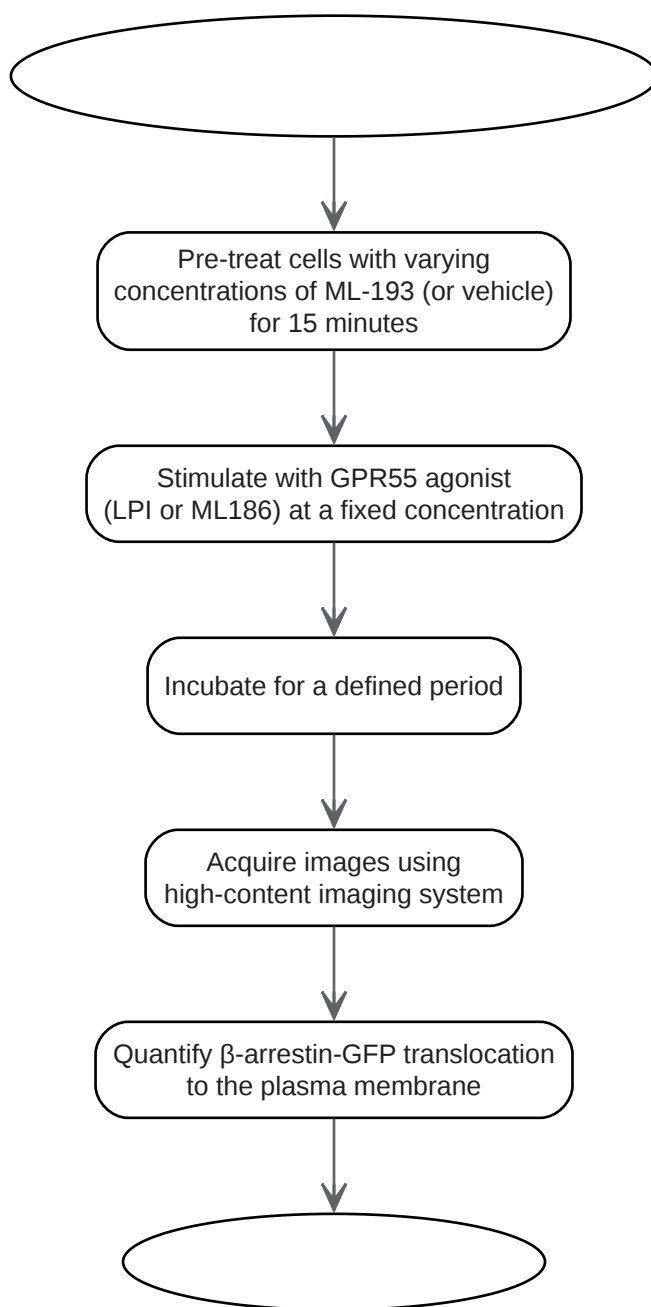 Pre-treat cells with varying
concentrations of ML-193 (or vehicle)
for 15 minutes
Stimulate with GPR55 agonist
(LPI or ML186) at a fixed concentration
Incubate for a defined period
Acquire images using
high-content imaging system
Quantify β-arrestin-GFP translocation
to the plasma membrane